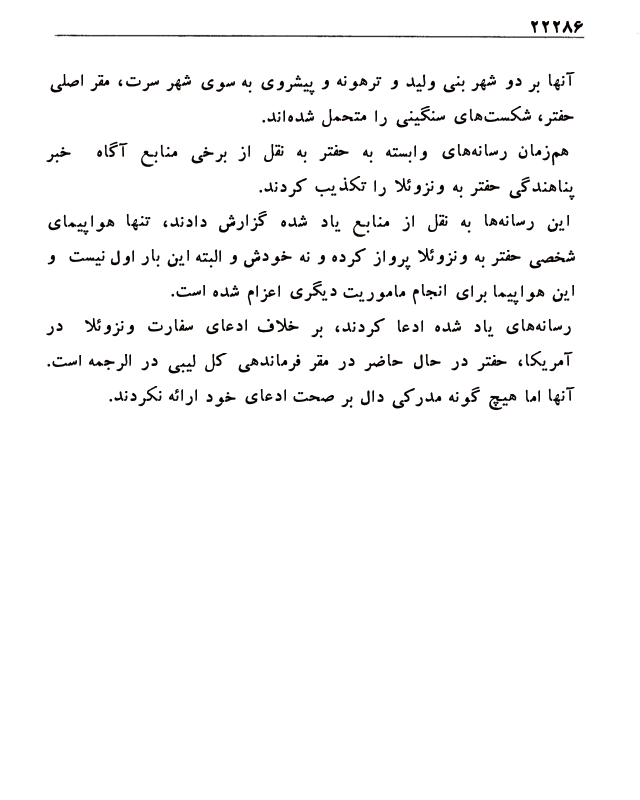 ۲۲۲۸۶
آنها بر دو شهر بنی ولید و ترهونه و پیشروی به سوی شهر سرت، مقر اصلی
حفتر، شکست‌های سنگینی را متحمل شده‌اند.
هم‌زمان رسانه‌های وابسته به حفتر به نقل از برخی منابع آگاه خبر
پناهندگی حفتر به ونزوئلا را تکذیب کردند.
این رسانه‌ها به نقل از منابع یاد شده گزارش دادند، تنها هواپیمای
شخصی حفتر به ونزوئلا پرواز کرده و نه خودش و البته این بار اول نیست و
این هواپیما برای انجام ماموریت دیگری اعزام شده است.
رسانه‌های یاد شده ادعا کردند، بر خلاف ادعای سفارت ونزوئلا در
آمریکا، حفتر در حال حاضر در مقر فرماندهی کل لیبی در الرجمه است.
آنها اما هیچ گونه مدرکی دال بر صحت ادعای خود ارائه نکردند.